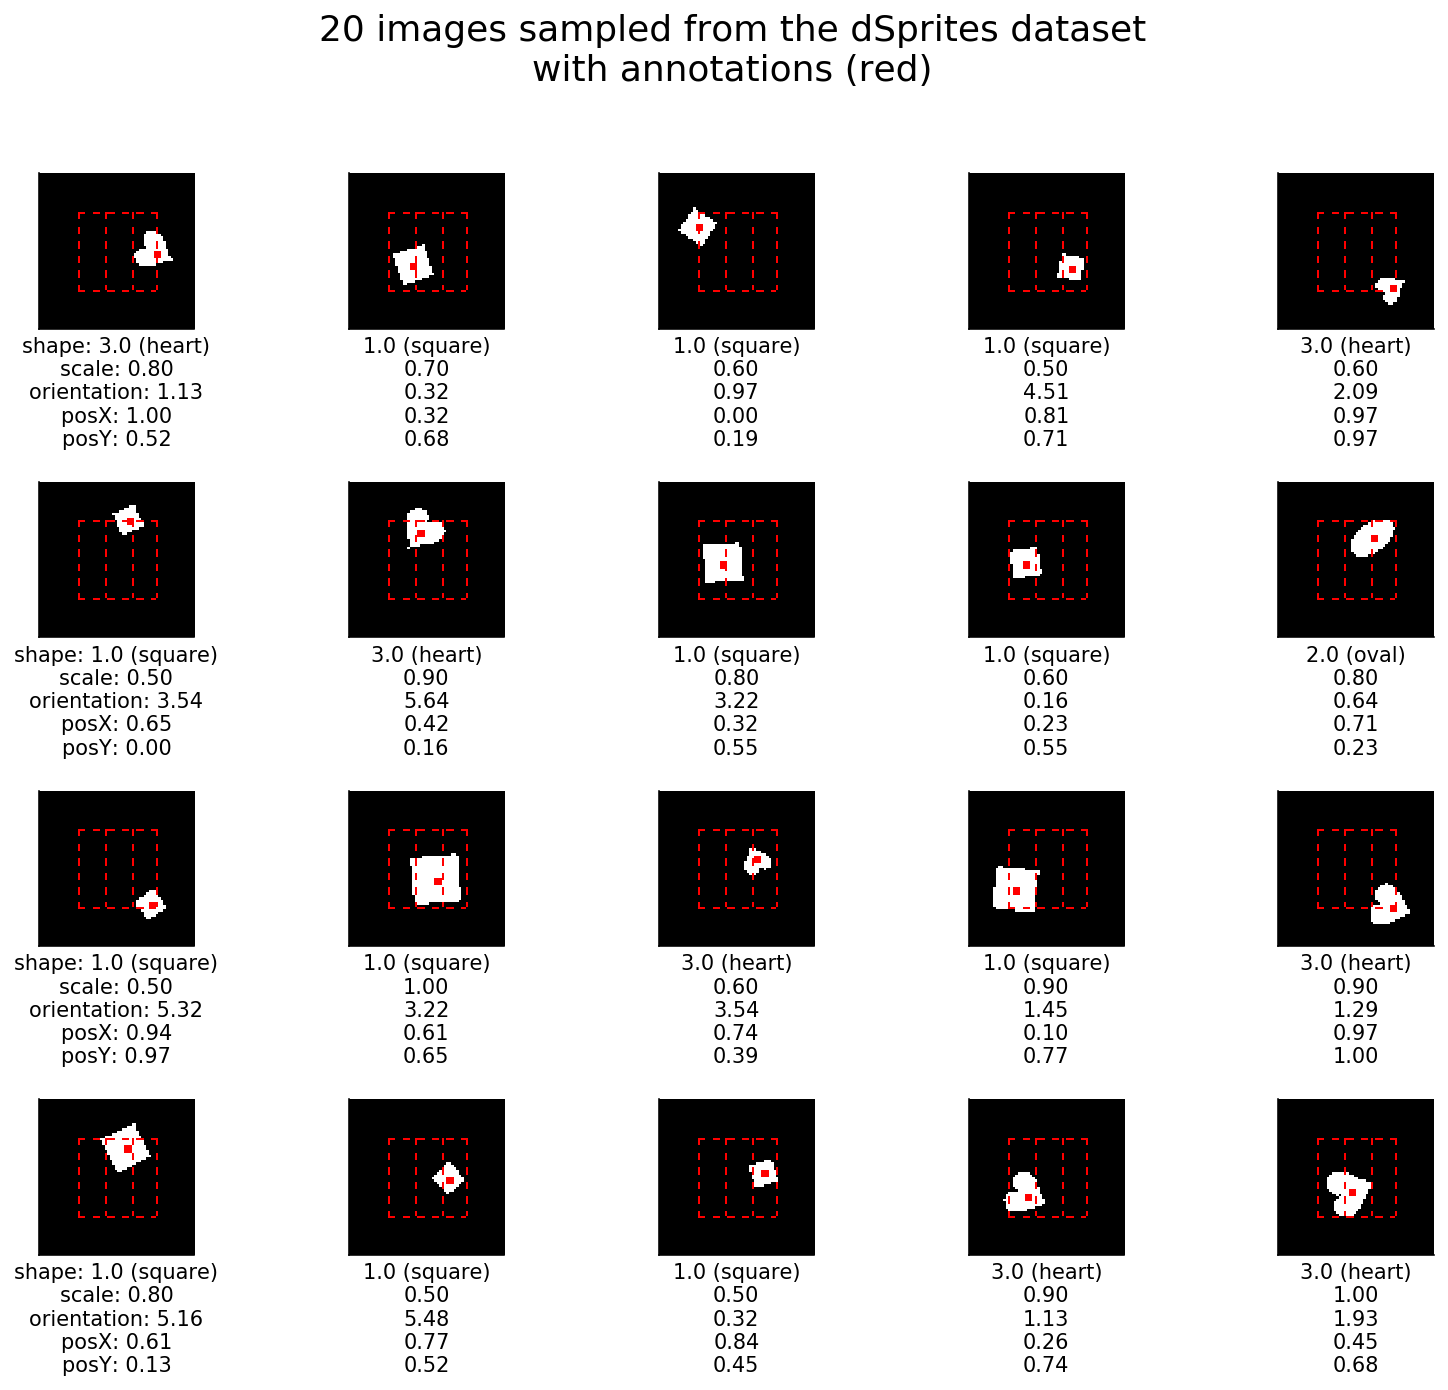 20 images sampled from the dSprites dataset
with annotations (red)
shape: 3.0 (heart)
scale: 0.80
orientation: 1.13
posX: 1.00
posY: 0.52
1.0 (square)
0.70
0.32
0.32
0.68
1.0 (square)
0.60
0.97
0.00
0.19
1.0 (square)
0.50
4.51
0.81
0.71
3.0 (heart)
0.60
2.09
0.97
0.97
shape: 1.0 (square)
scale: 0.50
orientation: 3.54
posX: 0.65
posY: 0.00
3.0 (heart)
0.90
5.64
0.42
0.16
1.0 (square)
0.80
3.22
0.32
0.55
1.0 (square)
0.60
0.16
0.23
0.55
2.0 (oval)
0.80
0.64
0.71
0.23
shape: 1.0 (square)
scale: 0.50
orientation: 5.32
posX: 0.94
posY: 0.97
1.0 (square)
1.00
3.22
0.61
0.65
3.0 (heart)
0.60
3.54
0.74
0.39
1.0 (square)
0.90
1.45
0.10
0.77
3.0 (heart)
0.90
1.29
0.97
1.00
shape: 1.0 (square)
scale: 0.80
orientation: 5.16
posX: 0.61
posY: 0.13
1.0 (square)
0.50
5.48
0.77
0.52
1.0 (square)
0.50
0.32
0.84
0.45
3.0 (heart)
0.90
1.13
0.26
0.74
3.0 (heart)
1.00
1.93
0.45
0.68